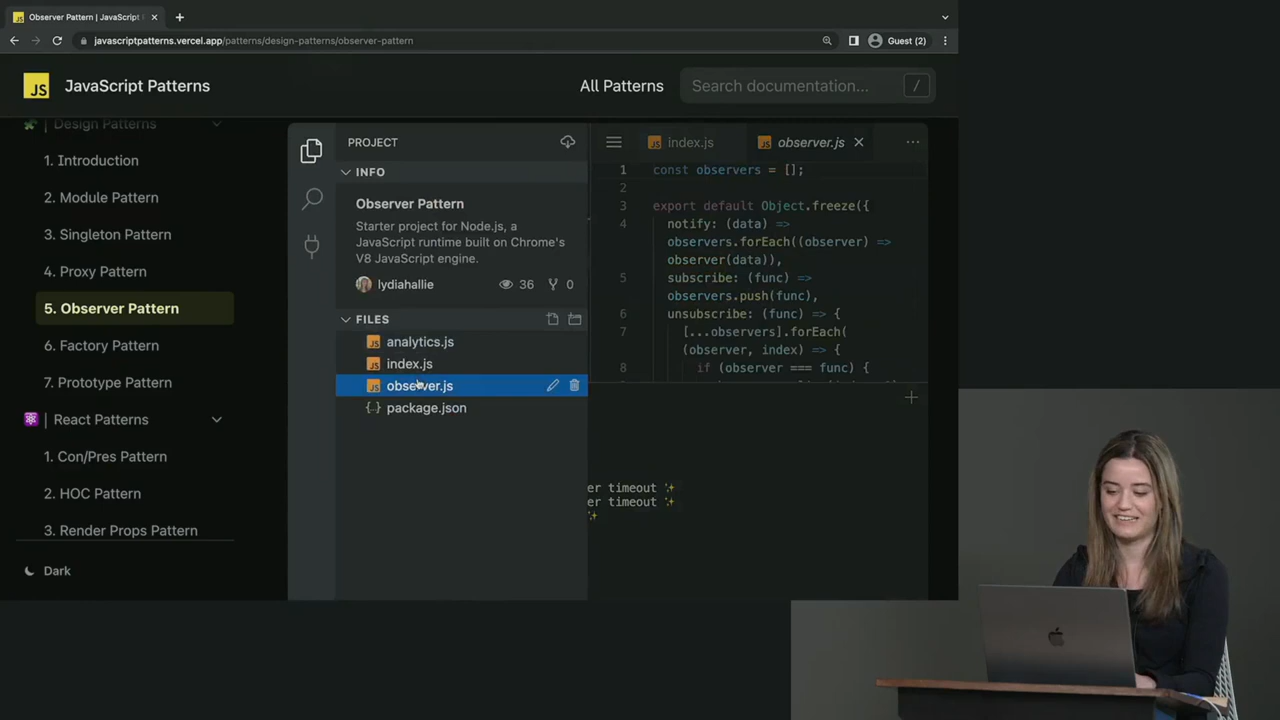 Observer Pattern | JavaScript
javascriptpatterns.vercel.app/patterns/design-patterns/observer-pattern
Guest (2)
JS
JavaScript Patterns
All Patterns
Search documentation...
/
Design Patterns
1. Introduction
2. Module Pattern
3. Singleton Pattern
4. Proxy Pattern
5. Observer Pattern
6. Factory Pattern
7. Prototype Pattern
React Patterns
1. Con/Pres Pattern
2. HOC Pattern
3. Render Props Pattern
Dark
PROJECT
INFO
Observer Pattern
Starter project for Node.js, a
JavaScript runtime built on Chrome's
V8 JavaScript engine.
lydiahallie
36
0
FILES
analytics.js
index.js
observer.js
package.json
index.js
observer.js
1 const observers = [];
2
3 export default Object.freeze({
4 notify: (data) =>
observers.forEach((observer) =>
observer(data)),
5 subscribe: (func) =>
observers.push(func),
6 unsubscribe: (func) => {
7 [...observers].forEach(
(observer, index) => {
8 if (observer === func) {
er timeout ✨
er timeout ✨